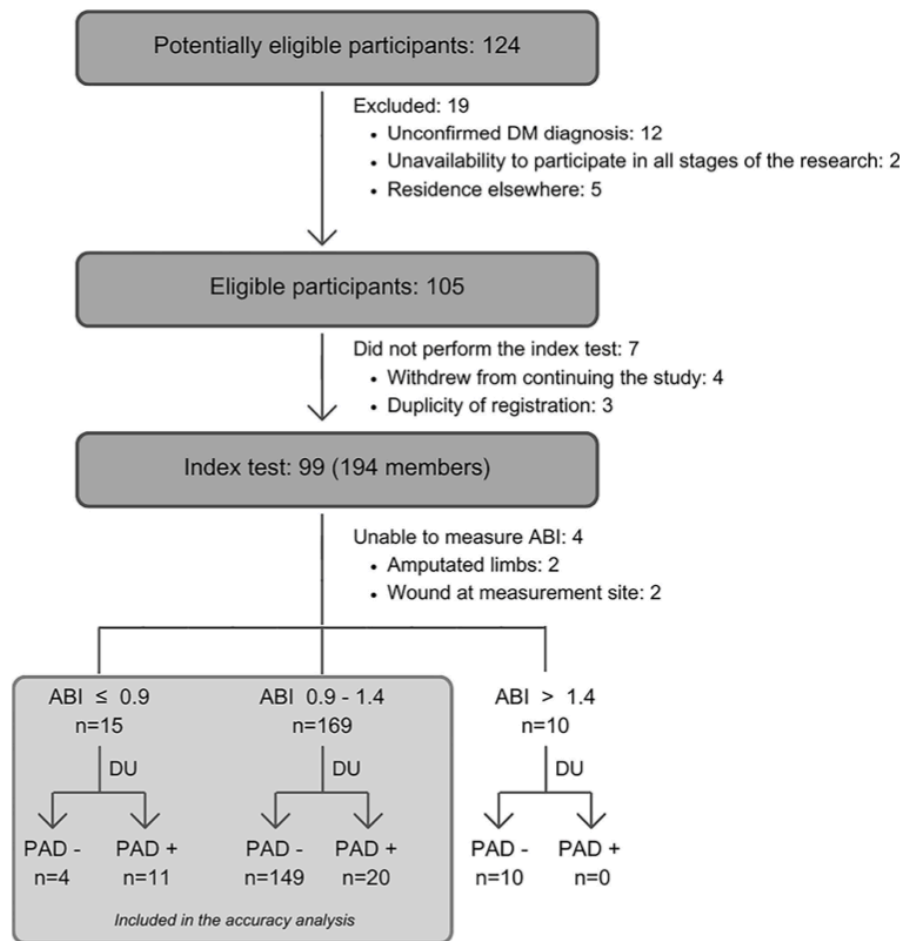 Potentially eligible participants: 124
Excluded: 19
• Unconfirmed DM diagnosis: 12
• Unavailability to participate in all stages of the research: 2
• Residence elsewhere: 5
Eligible participants: 105
Did not perform the index test: 7
• Withdrew from continuing the study: 4
• Duplicity of registration: 3
Index test: 99 (194 members)
Unable to measure ABI: 4
• Amputated limbs: 2
• Wound at measurement site: 2
ABI ≤ 0.9
n=15
DU
PAD -
n=4
PAD +
n=11
ABI 0.9 - 1.4
n=169
DU
PAD -
n=149
PAD +
n=20
ABI > 1.4
n=10
DU
PAD -
n=10
PAD +
n=0
Included in the accuracy analysis